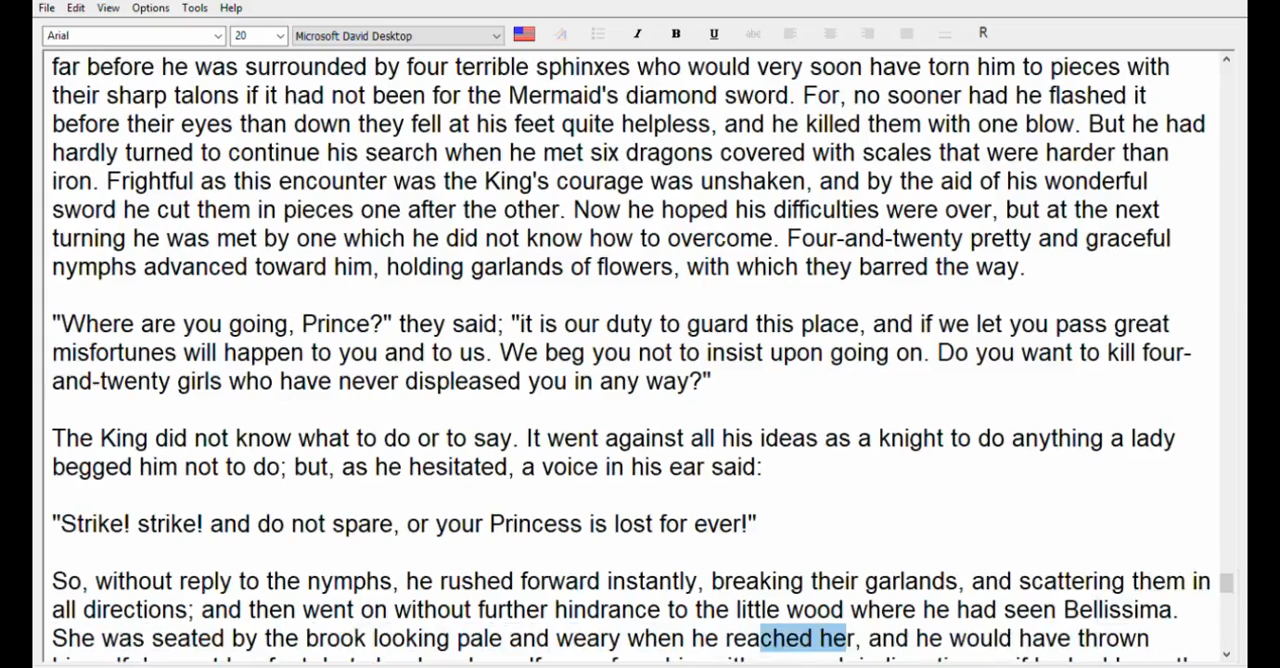 File Edit View Options Tools Help
Arial 20 Microsoft David Desktop I B U abc R
far before he was surrounded by four terrible sphinxes who would very soon have torn him to pieces with
their sharp talons if it had not been for the Mermaid's diamond sword. For, no sooner had he flashed it
before their eyes than down they fell at his feet quite helpless, and he killed them with one blow. But he had
hardly turned to continue his search when he met six dragons covered with scales that were harder than
iron. Frightful as this encounter was the King's courage was unshaken, and by the aid of his wonderful
sword he cut them in pieces one after the other. Now he hoped his difficulties were over, but at the next
turning he was met by one which he did not know how to overcome. Four-and-twenty pretty and graceful
nymphs advanced toward him, holding garlands of flowers, with which they barred the way.
"Where are you going, Prince?" they said; "it is our duty to guard this place, and if we let you pass great
misfortunes will happen to you and to us. We beg you not to insist upon going on. Do you want to kill four-
and-twenty girls who have never displeased you in any way?"
The King did not know what to do or to say. It went against all his ideas as a knight to do anything a lady
begged him not to do; but, as he hesitated, a voice in his ear said:
"Strike! strike! and do not spare, or your Princess is lost for ever!"
So, without reply to the nymphs, he rushed forward instantly, breaking their garlands, and scattering them in
all directions; and then went on without further hindrance to the little wood where he had seen Bellissima.
She was seated by the brook looking pale and weary when he reached her, and he would have thrown